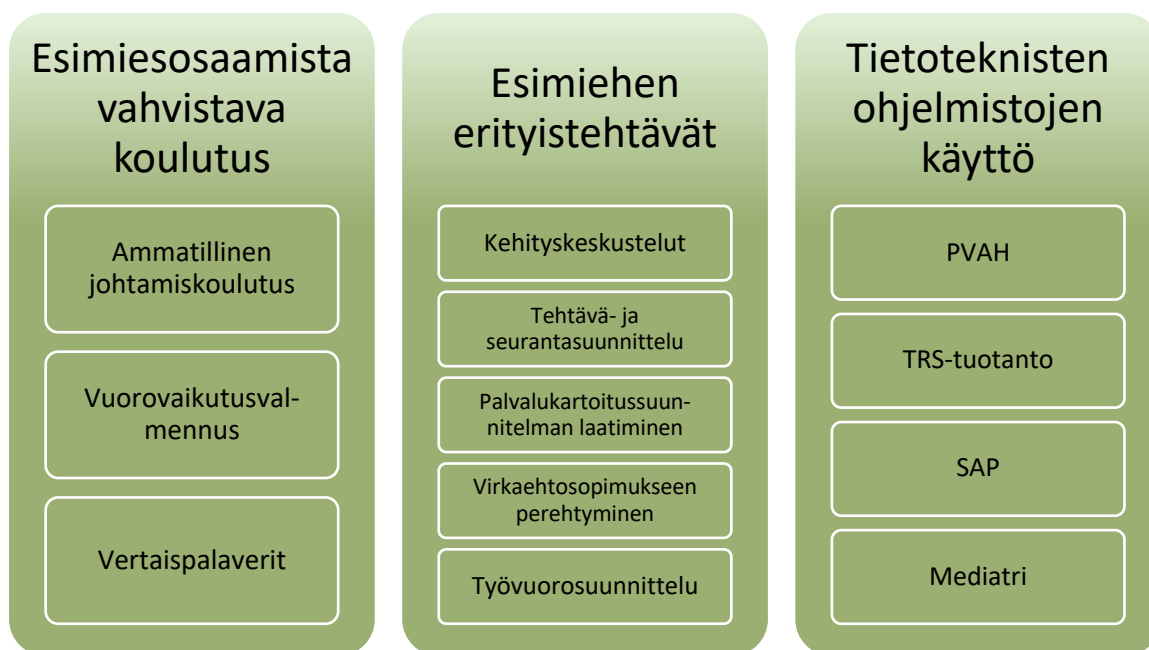 Esimiesosaamista
vahvistava
koulutus
Ammatillinen
johtamiskoulutus
Vuorovaikutusval-
mennus
Vertaispalaverit
Esimiehen
erityistehtävät
Kehityskeskustelut
Tehtävä- ja
seurantasuunnittelu
Palvalukartoitussuun-
nitelman laatiminen
Virkaehtosopimukseen
perehtyminen
Työvuorosuunnittelu
Tietoteknisten
ohjelmistojen
käyttö
PVAH
TRS-tuotanto
SAP
Mediatri